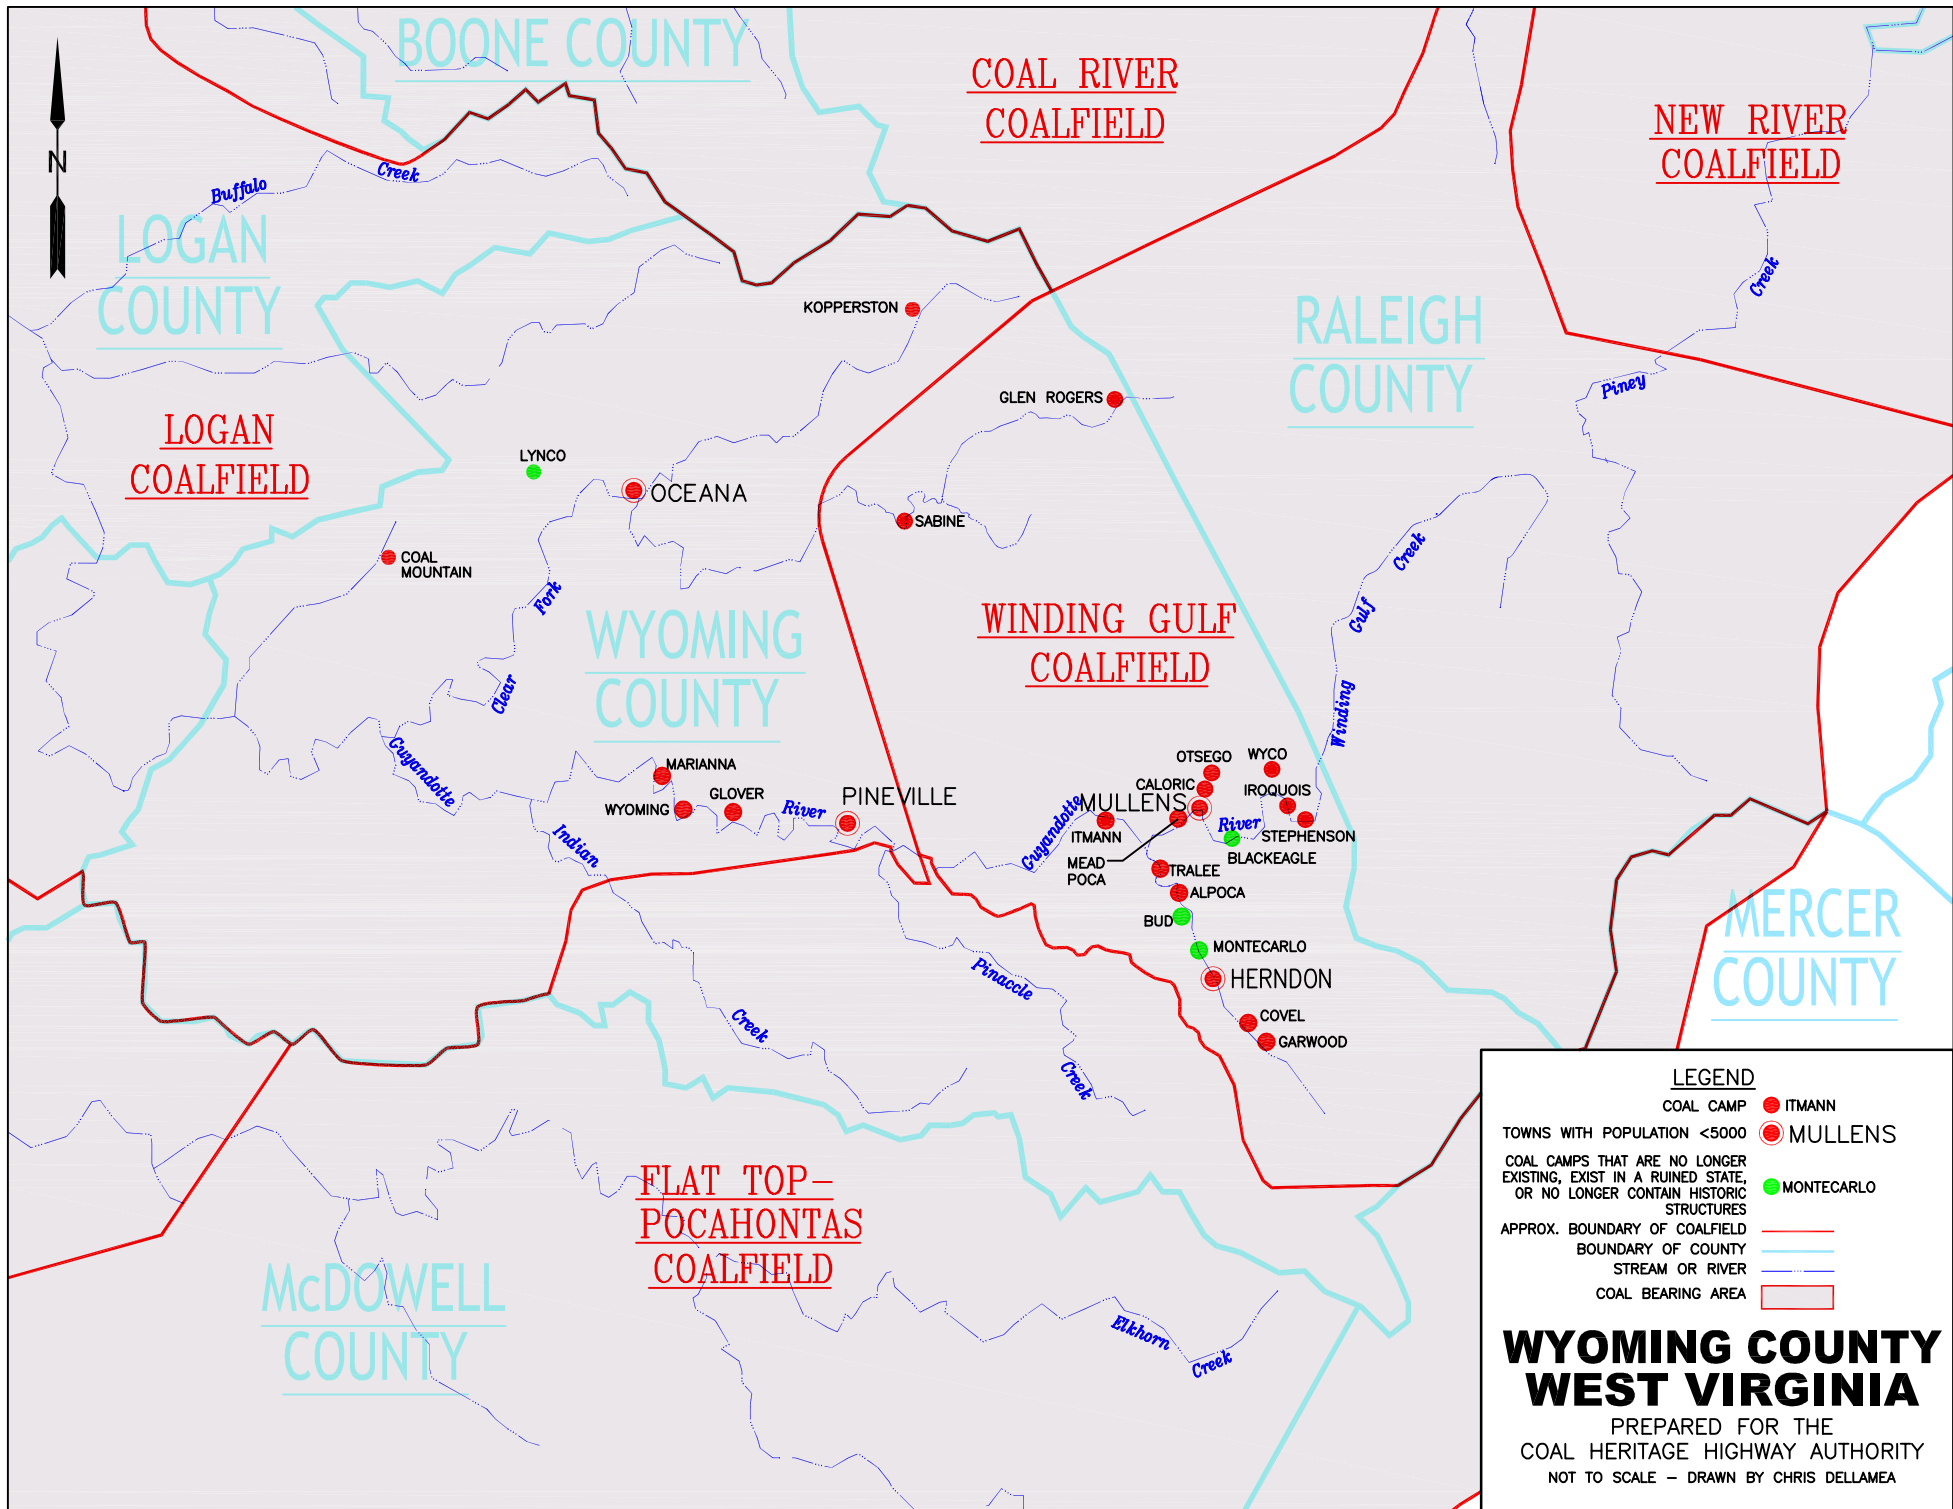 BOONE COUNTY
COAL RIVER
COALFIELD
NEW RIVER
COALFIELD
N
Buffalo
Creek
LOGAN
COUNTY
Creek
KOPPERSTON
RALEIGH
COUNTY
Piney
GLEN ROGERS
LOGAN
COALFIELD
LYNCO
OCEANA
SABINE
COAL
MOUNTAIN
Creek
Fork
Gulf
WYOMING
COUNTY
WINDING GULF
COALFIELD
Clear
Winding
Guyandotte
MARIANNA
WYOMING
GLOVER
River
PINEVILLE
OTSEGO
WYCO
CALORIC
IROQUOIS
MULLENS
Guyandotte
ITMANN
River
STEPHENSON
BLACKEAGLE
MEAD
POCA
TRALEE
ALPOCA
BUD
MONTECARLO
HERNDON
COVEL
GARWOOD
Indian
Creek
Pinaccle
Creek
MERCER
COUNTY
FLAT TOP-
POCAHONTAS
COALFIELD
McDOWELL
COUNTY
Elkhorn
Creek
LEGEND
COAL CAMP ITMANN
TOWNS WITH POPULATION <5000 MULLENS
COAL CAMPS THAT ARE NO LONGER
EXISTING, EXIST IN A RUINED STATE,
OR NO LONGER CONTAIN HISTORIC
STRUCTURES
MONTECARLO
APPROX. BOUNDARY OF COALFIELD
BOUNDARY OF COUNTY
STREAM OR RIVER
COAL BEARING AREA
WYOMING COUNTY
WEST VIRGINIA
PREPARED FOR THE
COAL HERITAGE HIGHWAY AUTHORITY
NOT TO SCALE - DRAWN BY CHRIS DELLAMEA